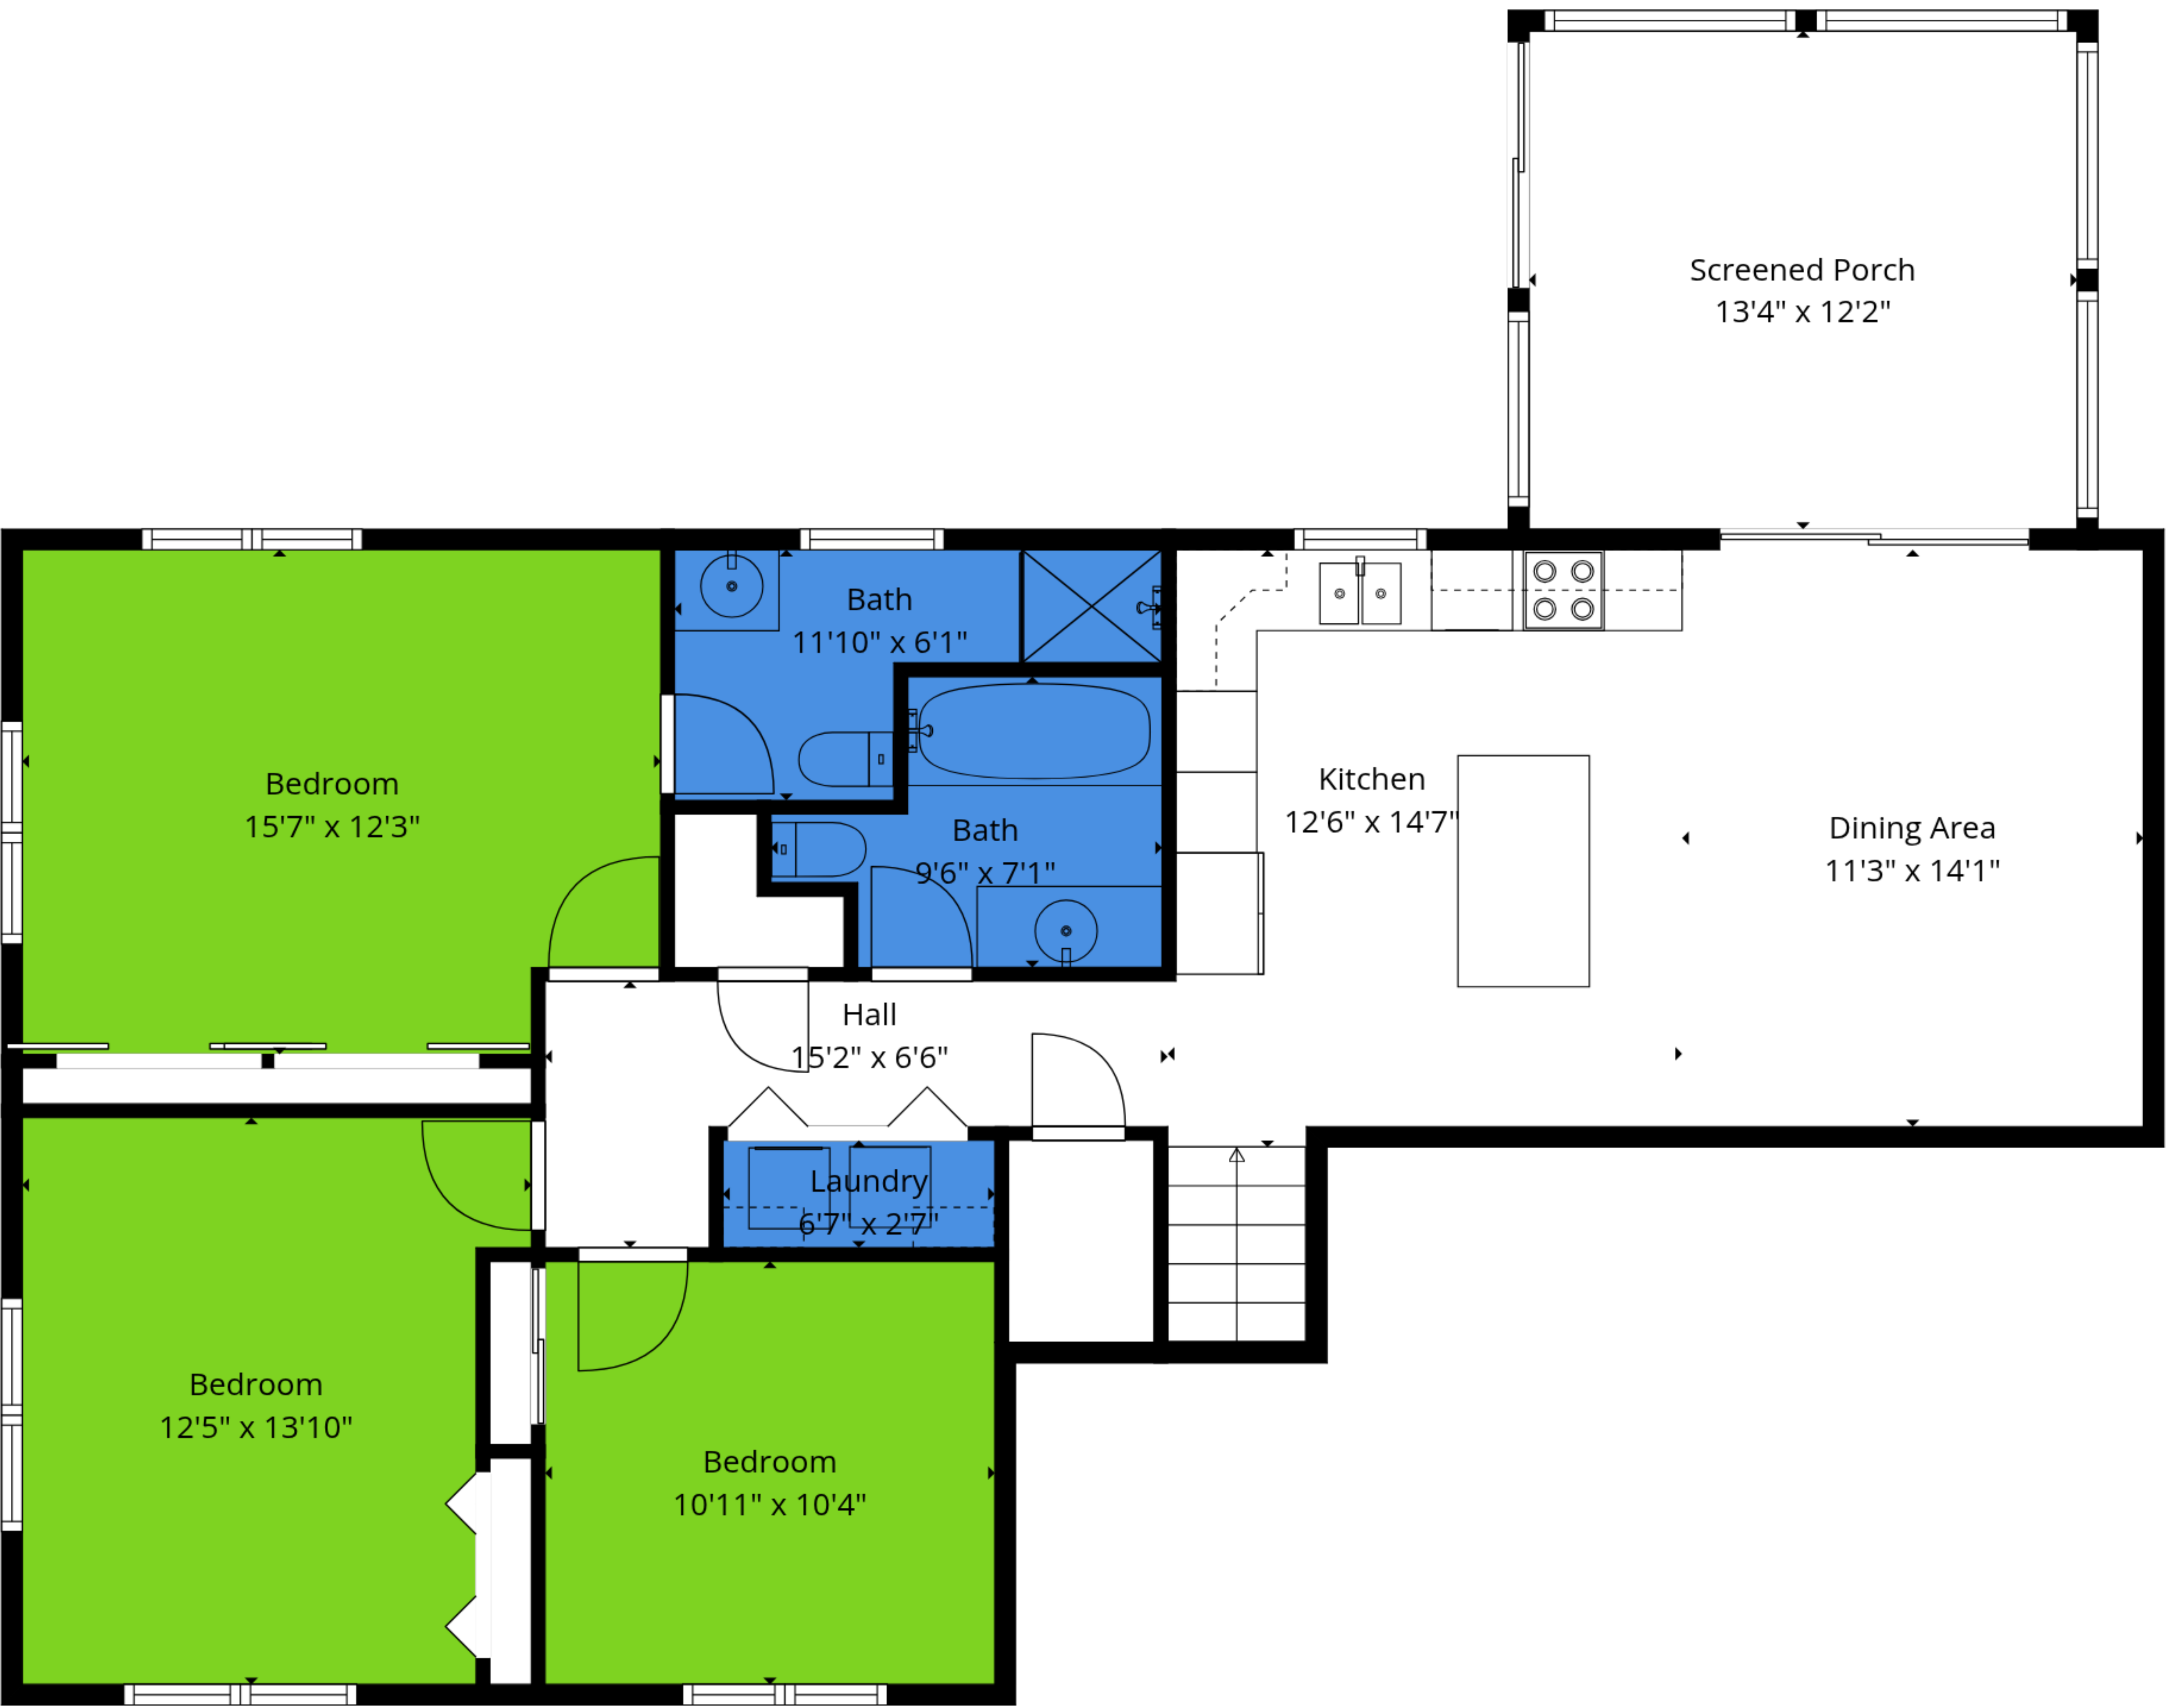 Screened Porch
13'4" x 12'2"
Bath
11'10" x 6'1"
Bedroom
15'7" x 12'3"
Kitchen
12'6" x 14'7"
Bath
9'6" x 7'1"
Dining Area
11'3" x 14'1"
Hall
15'2" x 6'6"
Laundry
6'7" x 2'7"
Bedroom
12'5" x 13'10"
Bedroom
10'11" x 10'4"